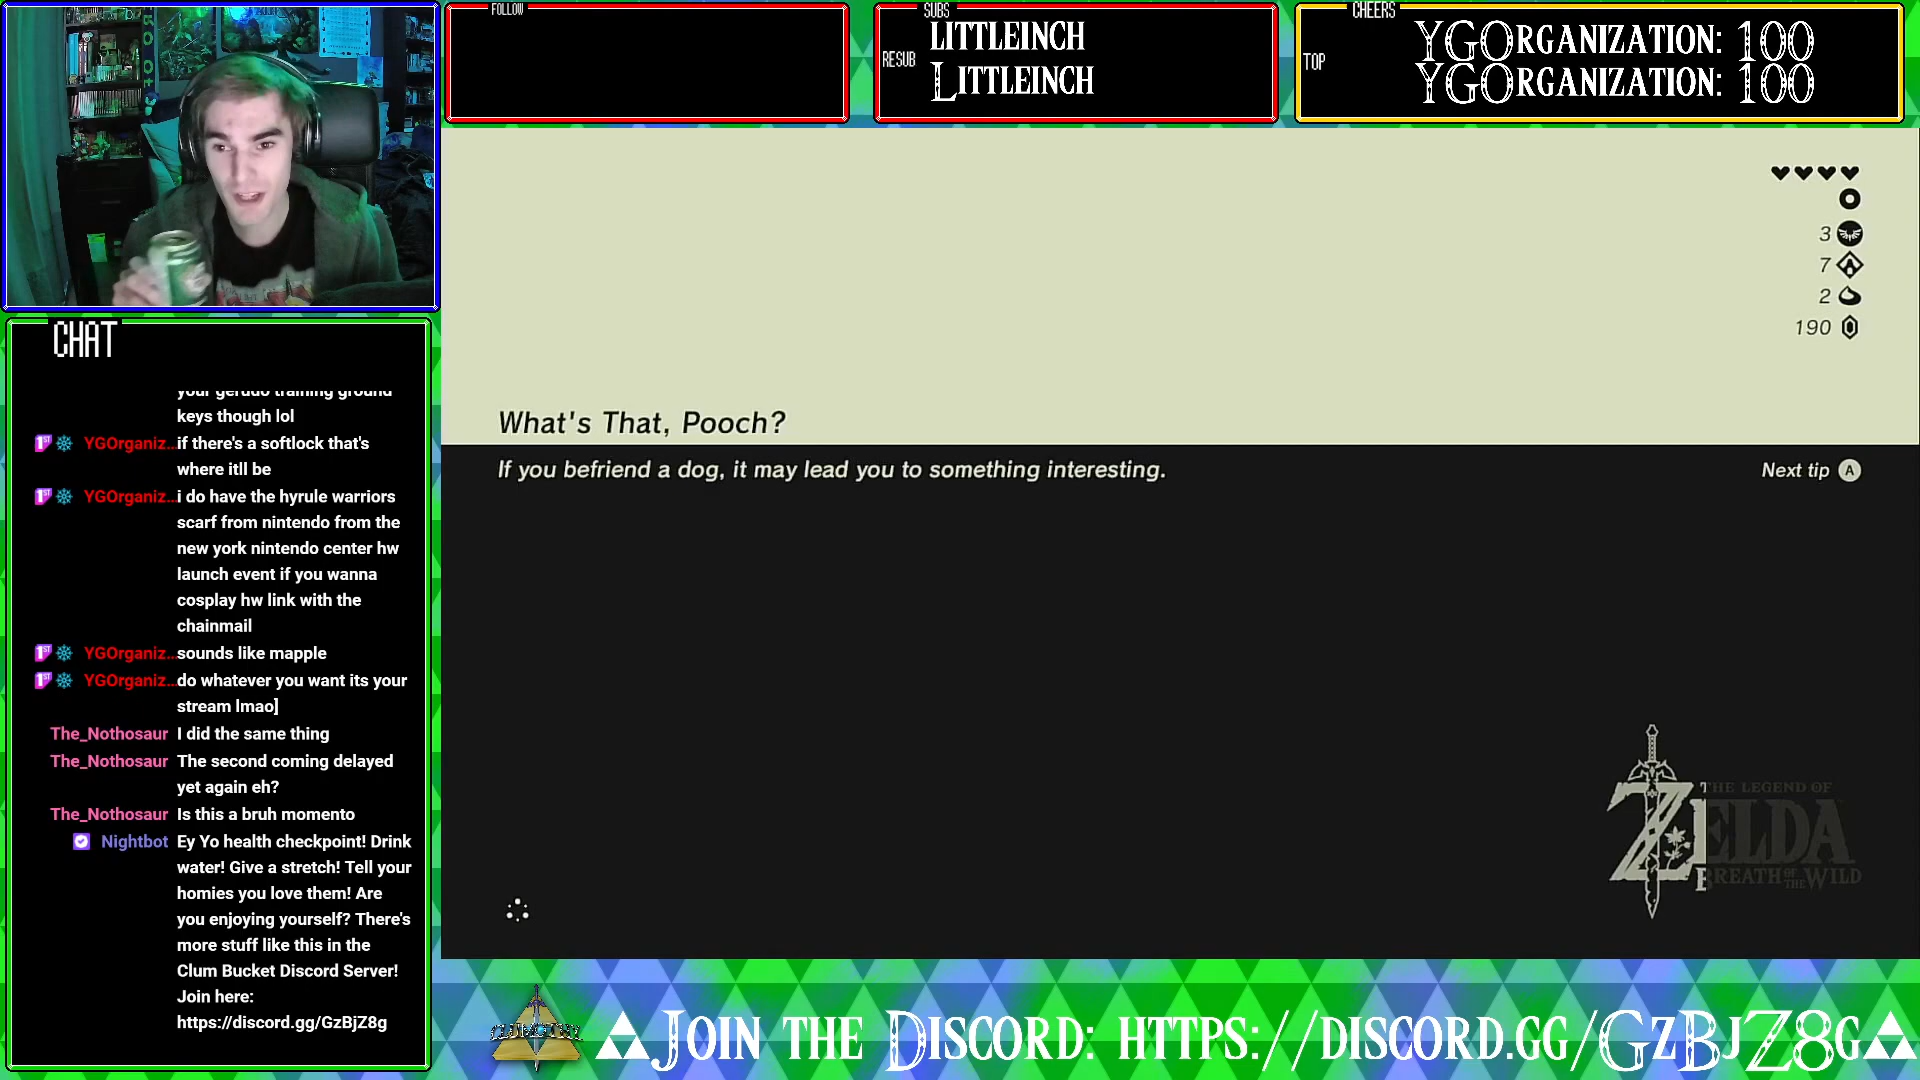 FOLLOW
SUBS
RESUB
LITTLEINCH
LITTLEINCH
CHEERS
TOP
YGORGANIZATION: 100
YGORGANIZATION: 100
CHAT
your gerudo training ground
keys though lol
YGOrganiz... if there's a softlock that's
where itll be
YGOrganiz... i do have the hyrule warriors
scarf from nintendo from the
new york nintendo center hw
launch event if you wanna
cosplay hw link with the
chainmail
YGOrganiz... sounds like mapple
YGOrganiz... do whatever you want its your
stream lmao]
The_Nothosaur I did the same thing
The_Nothosaur The second coming delayed
yet again eh?
The_Nothosaur Is this a bruh momento
Nightbot Ey Yo health checkpoint! Drink
water! Give a stretch! Tell your
homies you love them! Are
you enjoying yourself? There's
more stuff like this in the
Clum Bucket Discord Server!
Join here:
https://discord.gg/GzBjZ8g
3
7
2
190
What's That, Pooch?
If you befriend a dog, it may lead you to something interesting.
Next tip A
THE LEGEND OF
ZELDA
BREATH OF THE WILD
JOIN THE DISCORD: HTTPS://DISCORD.GG/GZBJZ8G